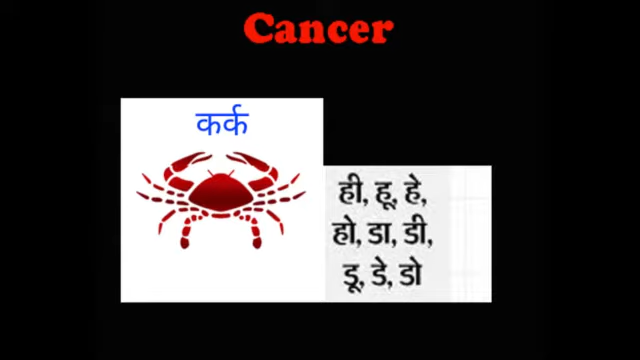 Cancer
कर्क
ही, हू, हे,
हो, डा, डी,
डू, डे, डो